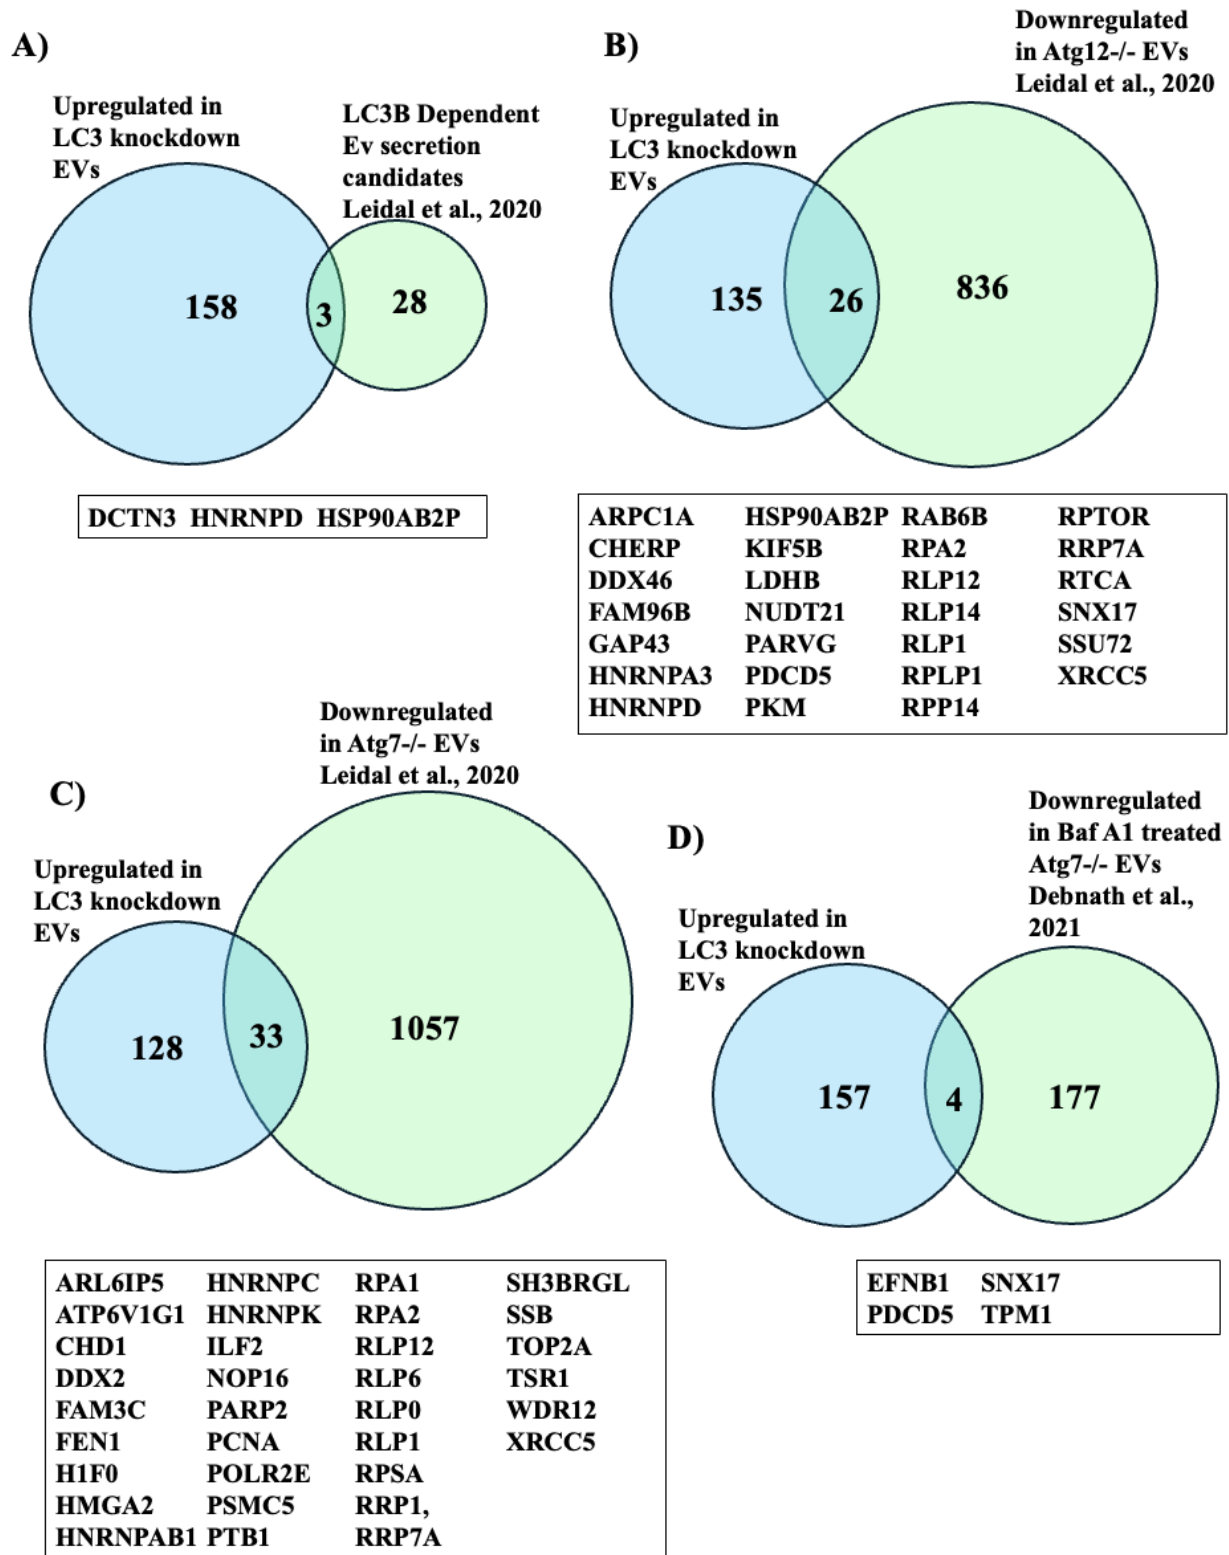 A)
Upregulated in
LC3 knockdown
EVs
LC3B Dependent
Ev secretion
candidates
Leidal et al., 2020
158
3
28
DCTN3 HNRNPD HSP90AB2P
B)
Upregulated in
LC3 knockdown
EVs
Downregulated
in Atg12-/- EVs
Leidal et al., 2020
135
26
836
ARPC1A HSP90AB2P RAB6B RPTOR
CHERP KIF5B RPA2 RRP7A
DDX46 LDHB RLP12 RTCA
FAM96B NUDT21 RLP14 SNX17
GAP43 PARVG RLP1 SSU72
HNRNPA3 PDCD5 RPLP1 XRCC5
HNRNPD PKM RPP14
C)
Upregulated in
LC3 knockdown
EVs
Downregulated
in Atg7-/- EVs
Leidal et al., 2020
128
33
1057
ARL6IP5 HNRNPC RPA1 SH3BRGL
ATP6V1G1 HNRNPK RPA2 SSB
CHD1 ILF2 RLP12 TOP2A
DDX2 NOP16 RLP6 TSR1
FAM3C PARP2 RLP0 WDR12
FEN1 PCNA RLP1 XRCC5
H1F0 POLR2E RPSA
HMGA2 PSMC5 RRP1,
HNRNPAB1 PTB1 RRP7A
D)
Upregulated in
LC3 knockdown
EVs
Downregulated
in Baf A1 treated
Atg7-/- EVs
Debnath et al.,
2021
157
4
177
EFNB1 SNX17
PDCD5 TPM1